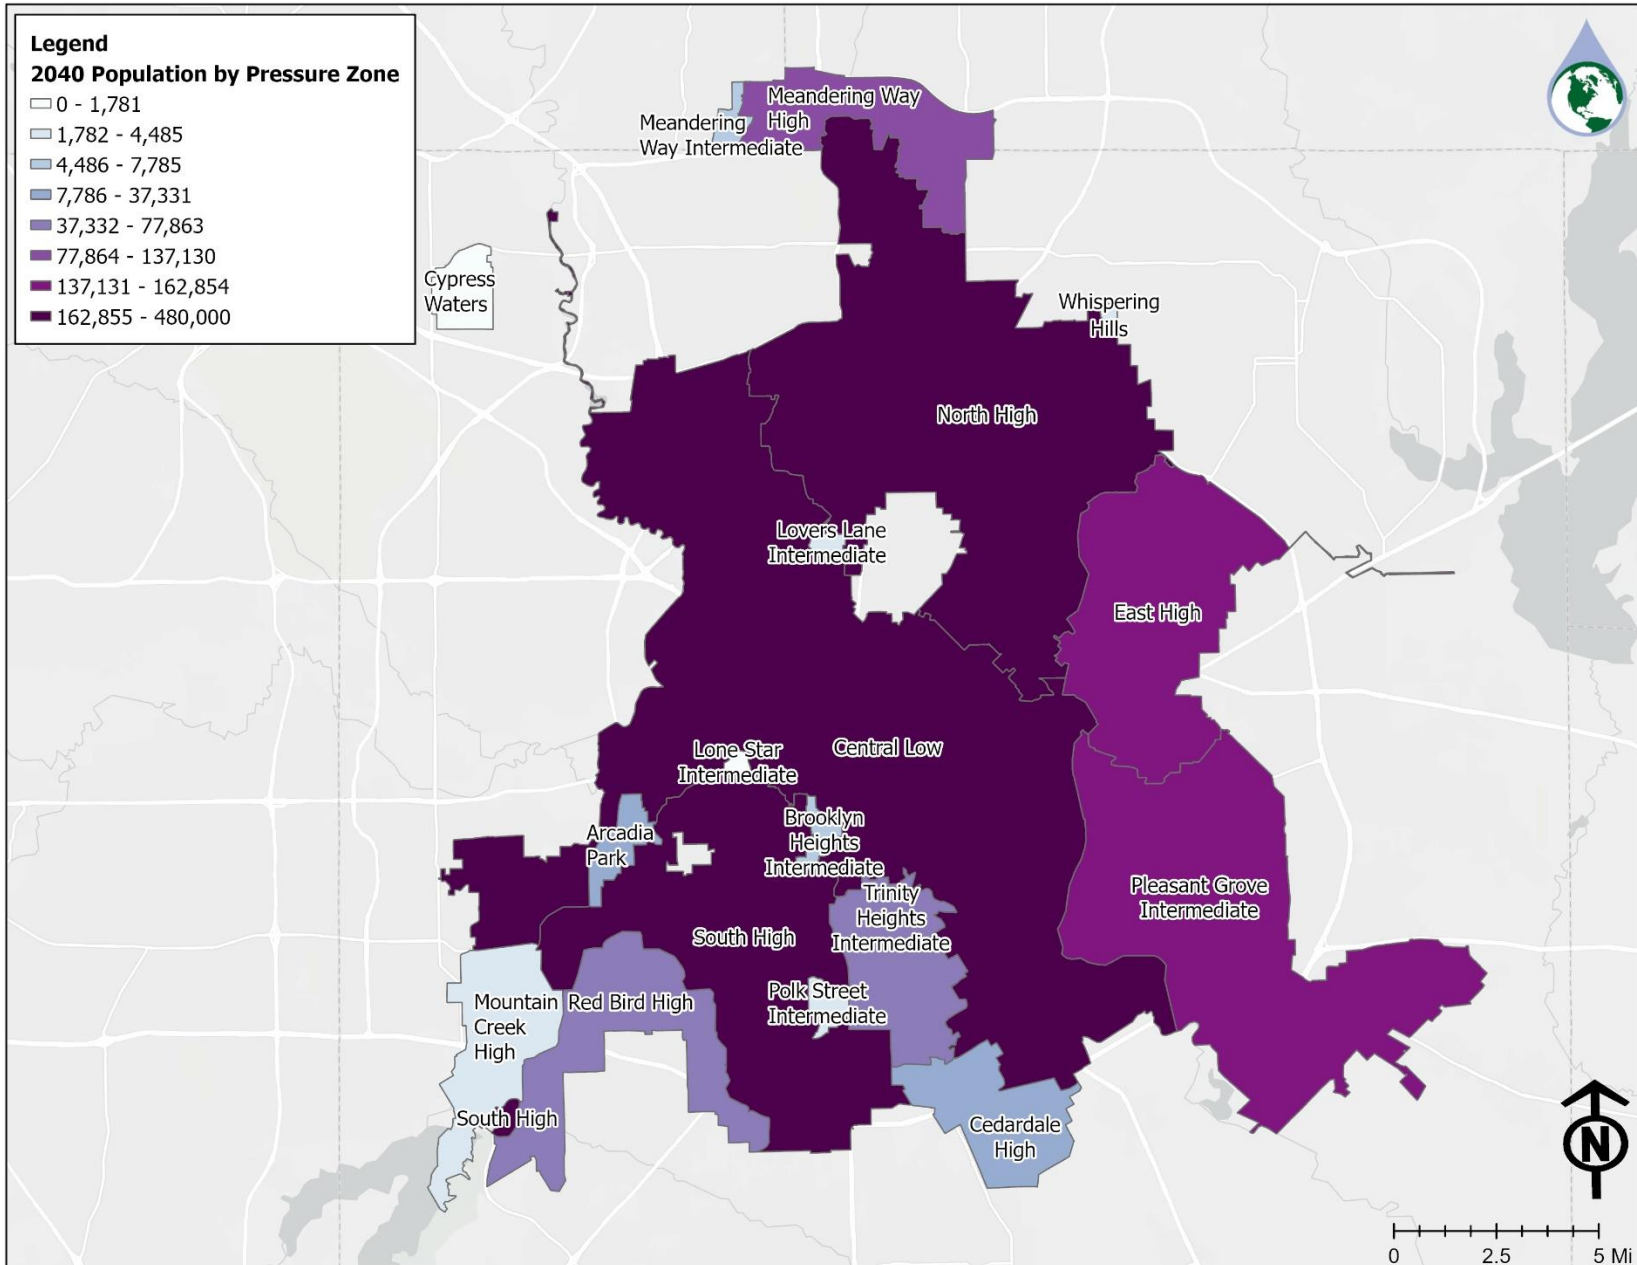 Legend
2040 Population by Pressure Zone
0 - 1,781
1,782 - 4,485
4,486 - 7,785
7,786 - 37,331
37,332 - 77,863
77,864 - 137,130
137,131 - 162,854
162,855 - 480,000
Meandering Way
High
Meandering
Way Intermediate
Cypress
Waters
Whispering
Hills
North High
Lovers Lane
Intermediate
East High
Lone Star
Intermediate
Central Low
Arcadia
Park
Brooklyn
Heights
Intermediate
Pleasant Grove
Intermediate
Trinity
Heights
Intermediate
South High
Mountain
Creek
High
Red Bird High
Polk Street
Intermediate
South High
Cedardale
High
N
0 2.5 5 Mi